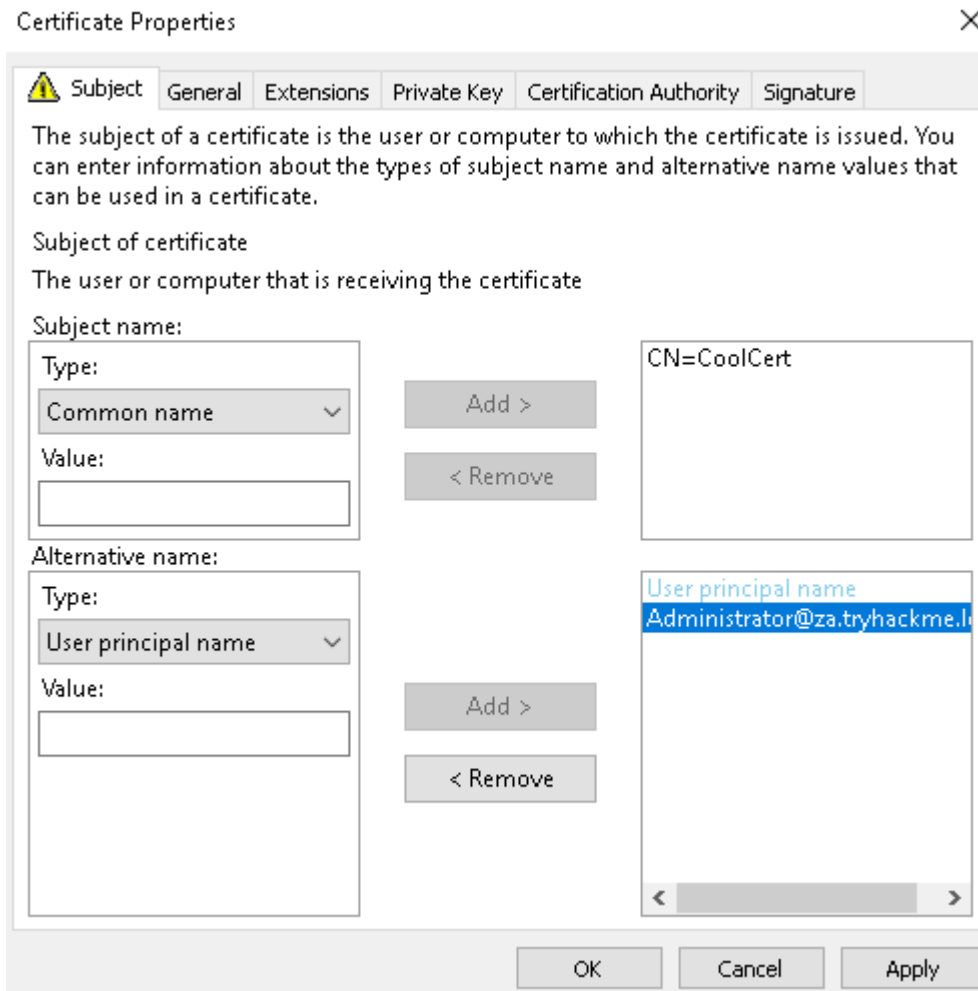 Certificate Properties
Subject
General
Extensions
Private Key
Certification Authority
Signature
The subject of a certificate is the user or computer to which the certificate is issued. You
can enter information about the types of subject name and alternative name values that
can be used in a certificate.
Subject of certificate
The user or computer that is receiving the certificate
Subject name:
Type:
Common name
Value:
Add >
< Remove
CN=CoolCert
Alternative name:
Type:
User principal name
Value:
Add >
< Remove
User principal name
Administrator@za.tryhackme.l
OK
Cancel
Apply